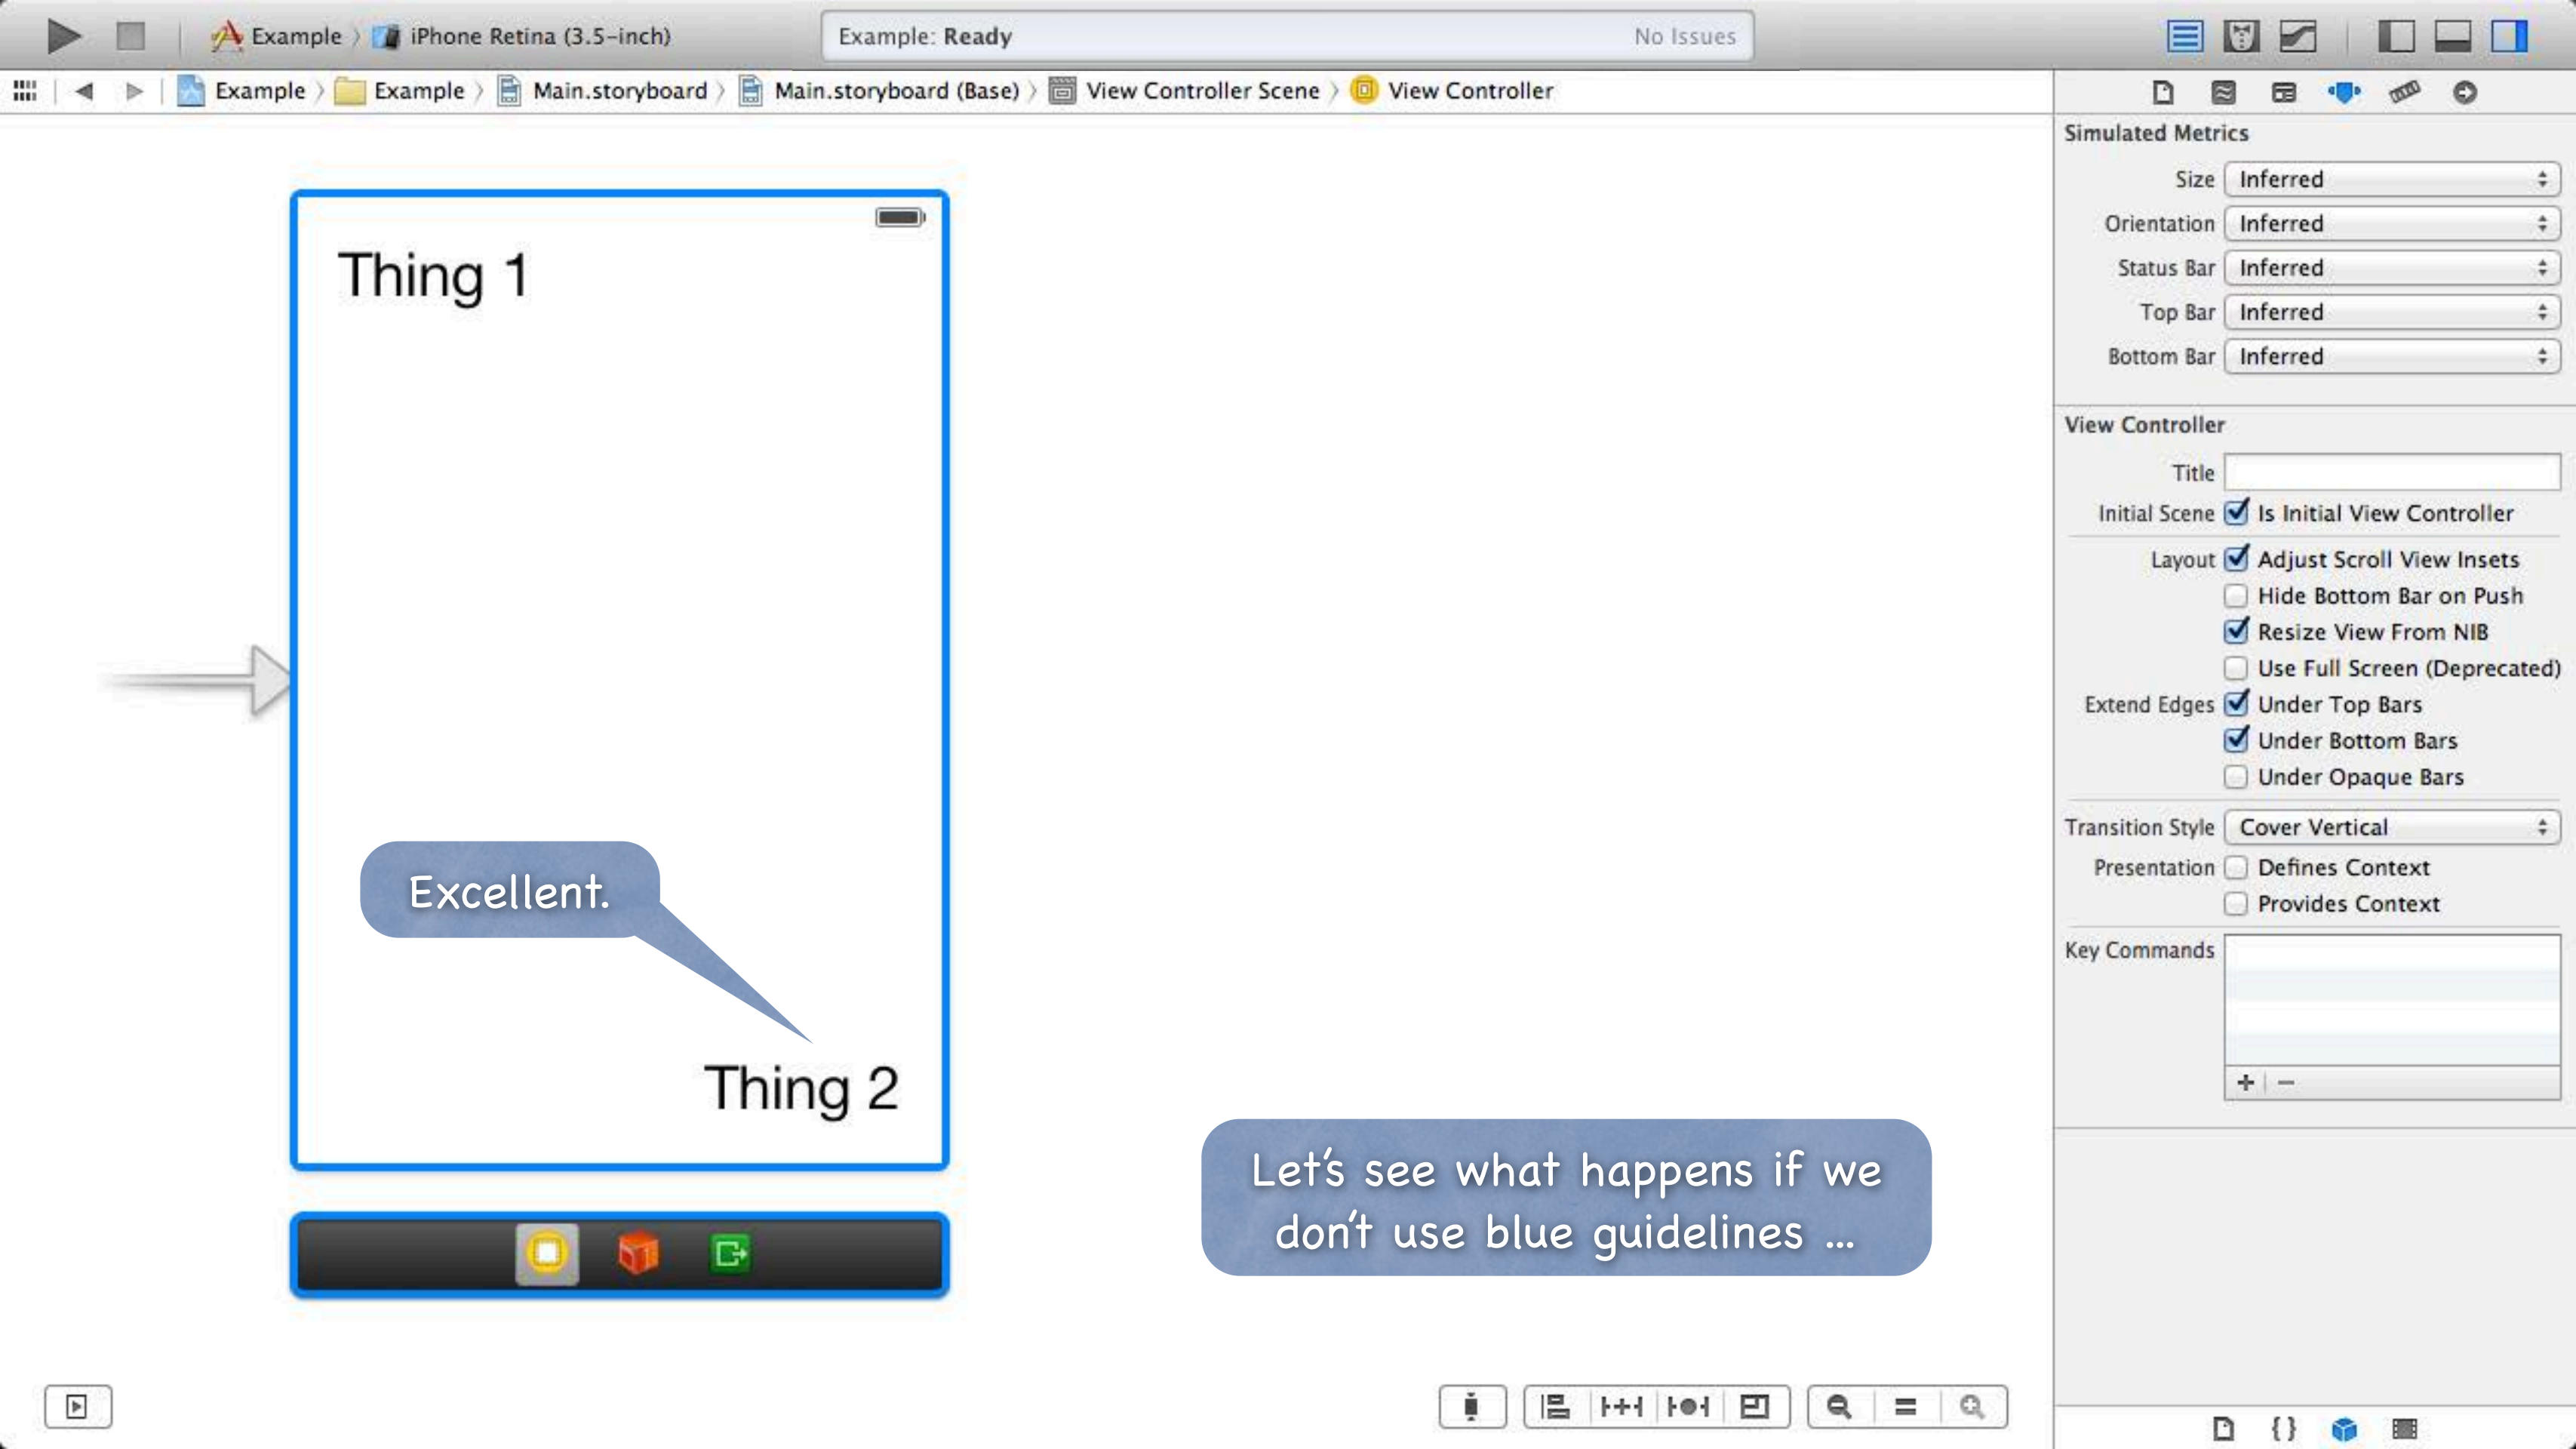 Example 〉 iPhone Retina (3.5-inch)
Example: Ready
No Issues
Example 〉 Example 〉 Main.storyboard 〉 Main.storyboard (Base) 〉 View Controller Scene 〉 View Controller
Thing 1
Excellent.
Thing 2
Let's see what happens if we
don't use blue guidelines ...
Simulated Metrics
Size Inferred
Orientation Inferred
Status Bar Inferred
Top Bar Inferred
Bottom Bar Inferred
View Controller
Title
Initial Scene Is Initial View Controller
Layout Adjust Scroll View Insets
Hide Bottom Bar on Push
Resize View From NIB
Use Full Screen (Deprecated)
Extend Edges Under Top Bars
Under Bottom Bars
Under Opaque Bars
Transition Style Cover Vertical
Presentation Defines Context
Provides Context
Key Commands